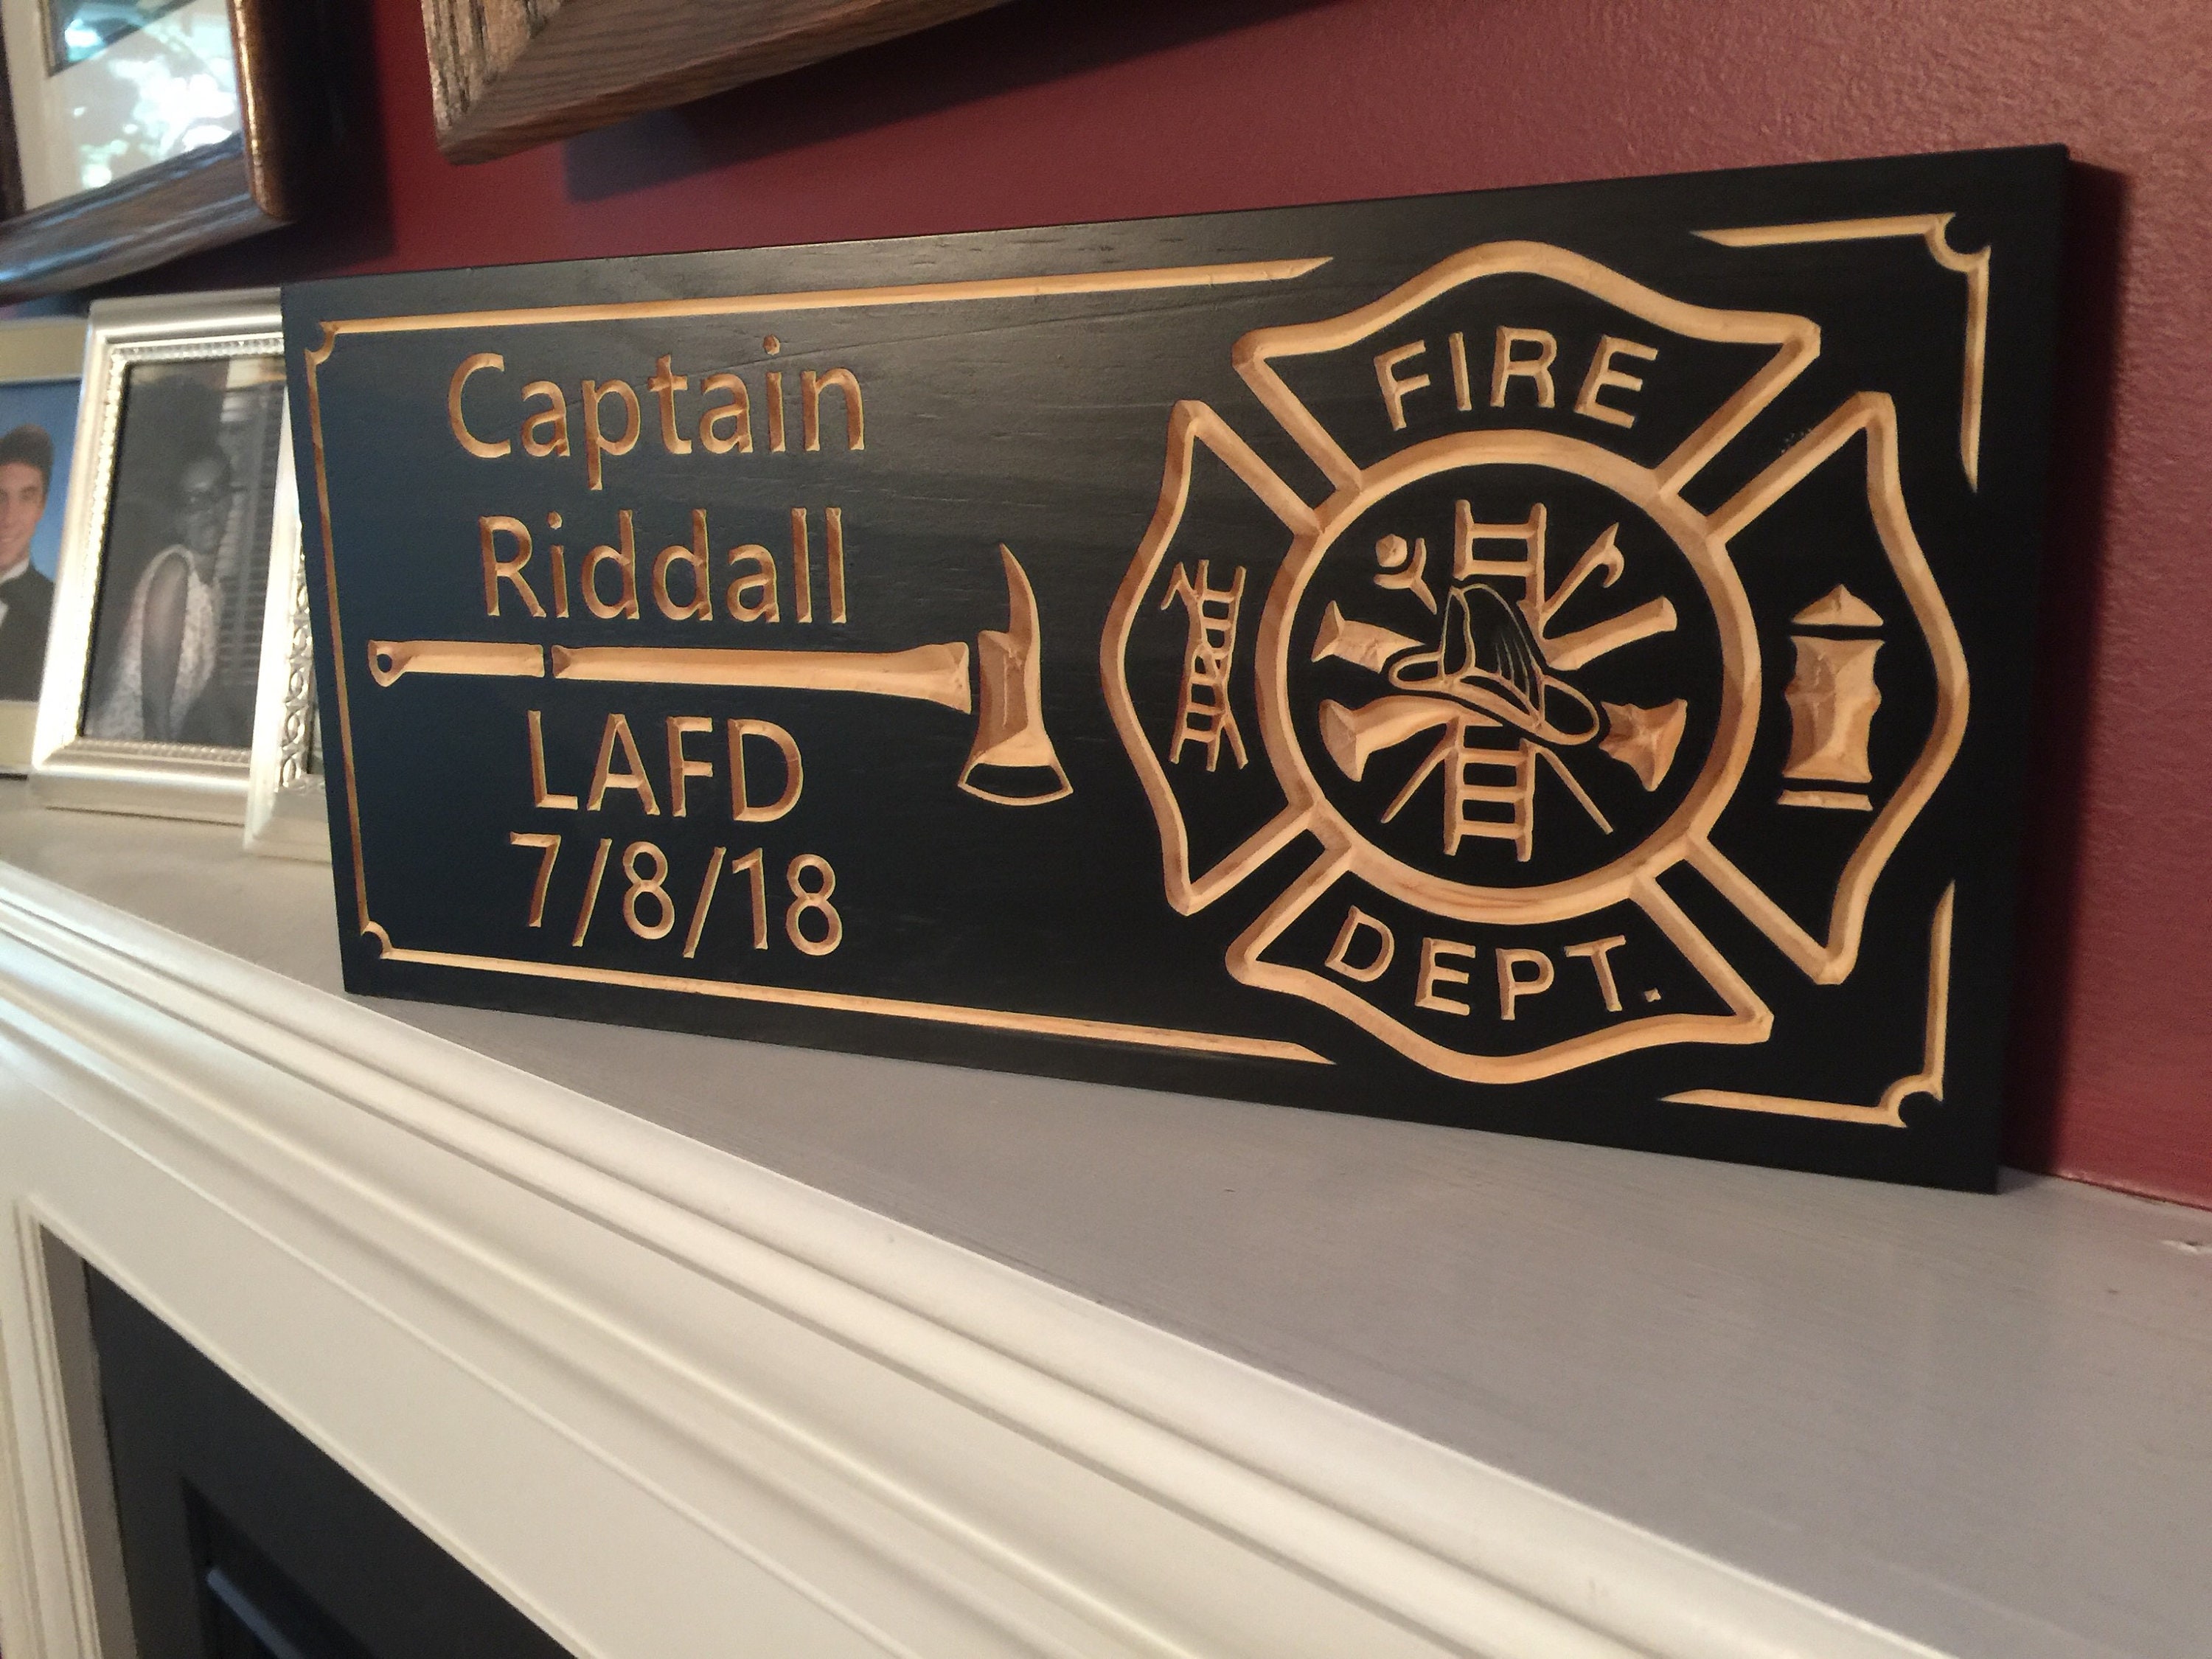 Captain
Riddall
LAFD
7/8/18
FIRE
DEPT.